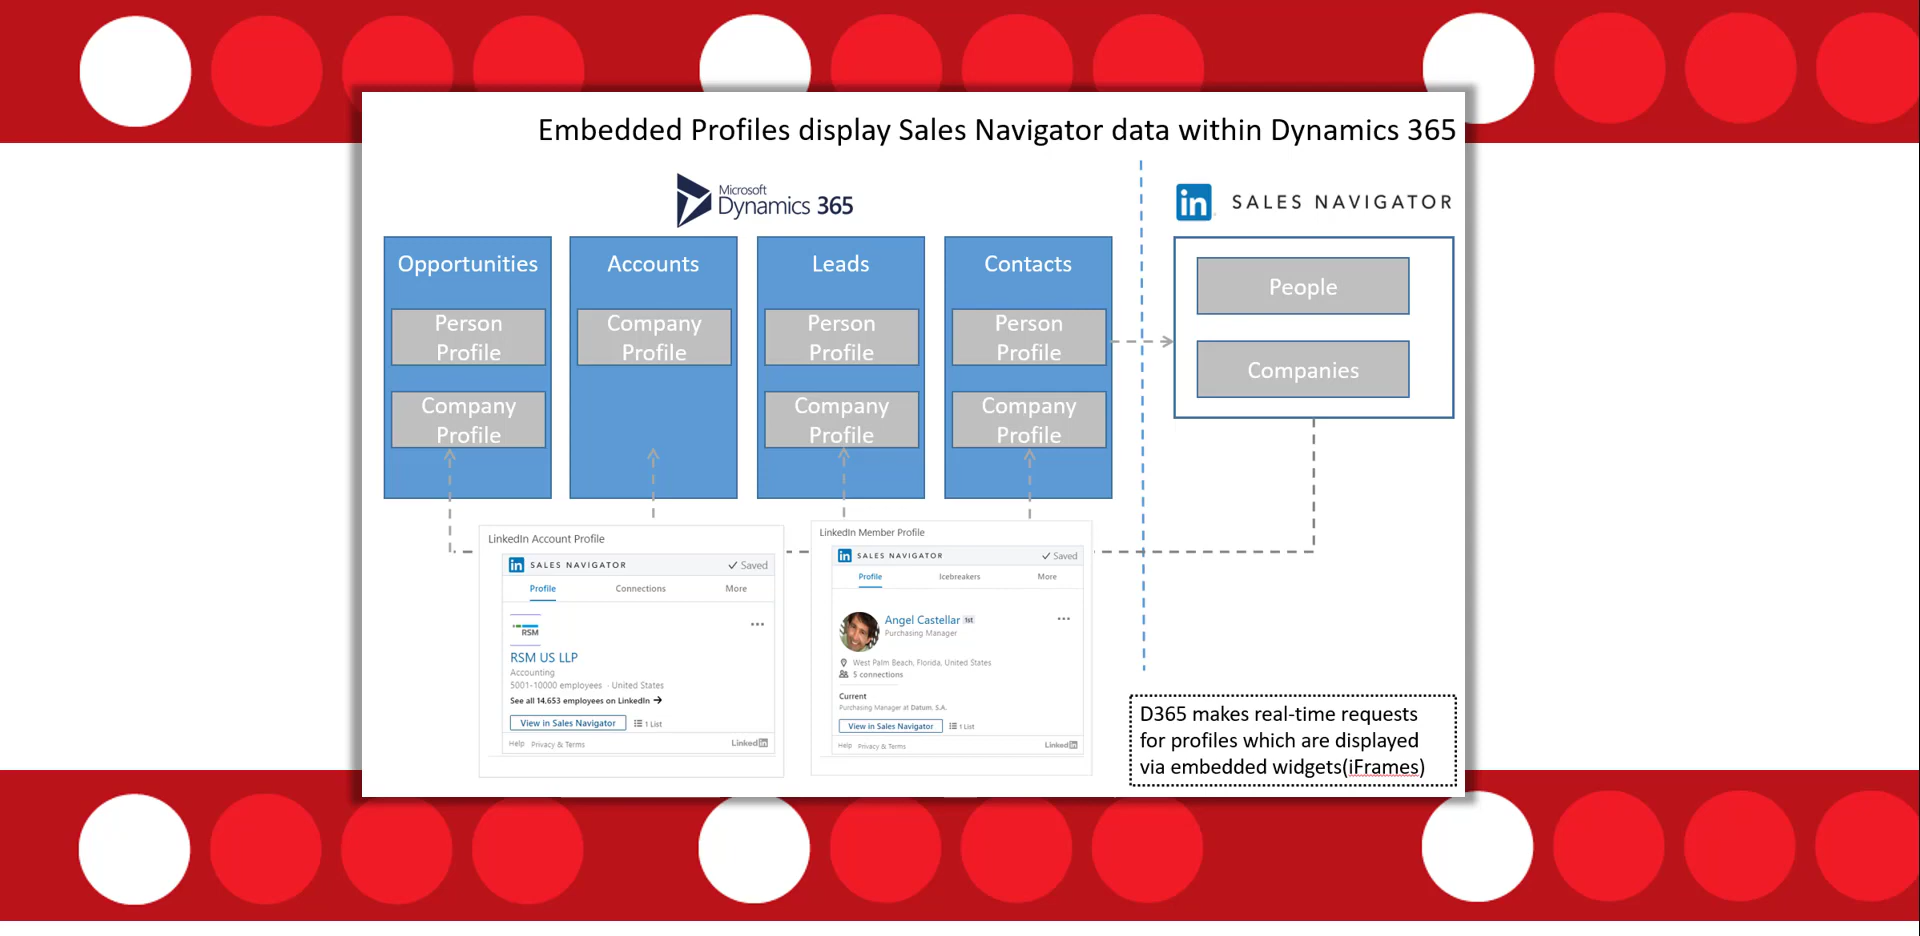 Embedded Profiles display Sales Navigator data within Dynamics 365
Microsoft
Dynamics 365
in SALES NAVIGATOR
Opportunities
Person
Profile
Company
Profile
Accounts
Company
Profile
Leads
Person
Profile
Company
Profile
Contacts
Person
Profile
Company
Profile
People
Companies
LinkedIn Account Profile
in SALES NAVIGATOR ✓ Saved
Profile Connections More
RSM
RSM US LLP
Accounting
5001-10000 employees · United States
See all 14,653 employees on LinkedIn →
View in Sales Navigator 1 List
Help Privacy & Terms LinkedIn
LinkedIn Member Profile
in SALES NAVIGATOR ✓ Saved
Profile Icebreakers More
Angel Castellar 1st
Purchasing Manager
West Palm Beach, Florida, United States
5 connections
Current
Purchasing Manager at Datum, S.A.
View in Sales Navigator 1 List
Help Privacy & Terms LinkedIn
D365 makes real-time requests
for profiles which are displayed
via embedded widgets(iFrames)